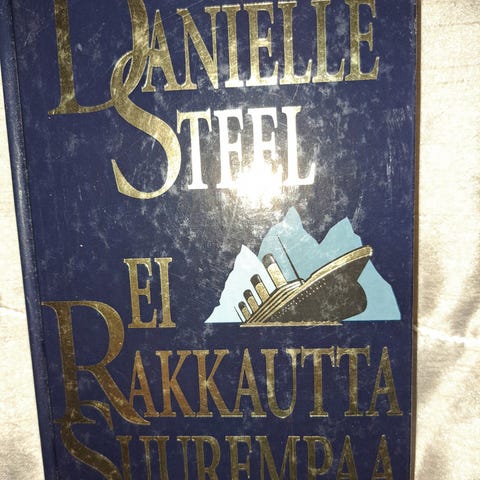 DANIELLE
STEEL
EI
RAKKAUTTA
SUUREMPAA